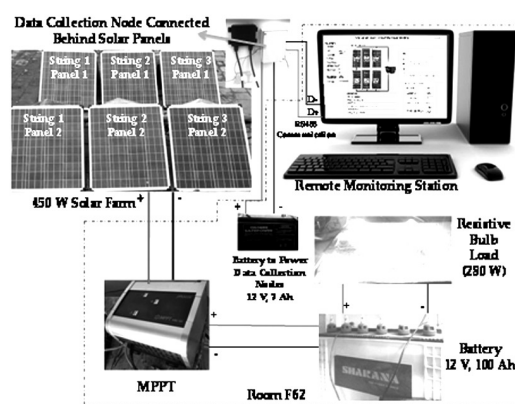 Data Collection Node Connected
Behind Solar Panels
String 1
Panel 1
String 2
Panel 1
String 3
Panel 1
String 1
Panel 2
String 2
Panel 2
String 3
Panel 2
D-
D+
RS485
Communication
Remote Monitoring Station
450 W Solar Farm
+
-
+
-
Battery to Power
Data Collection
Nodes
12 V, 7 Ah
Resistive
Bulb
Load
(280 W)
+
-
+
-
MPPT
Battery
12 V, 100 Ah
Room F62